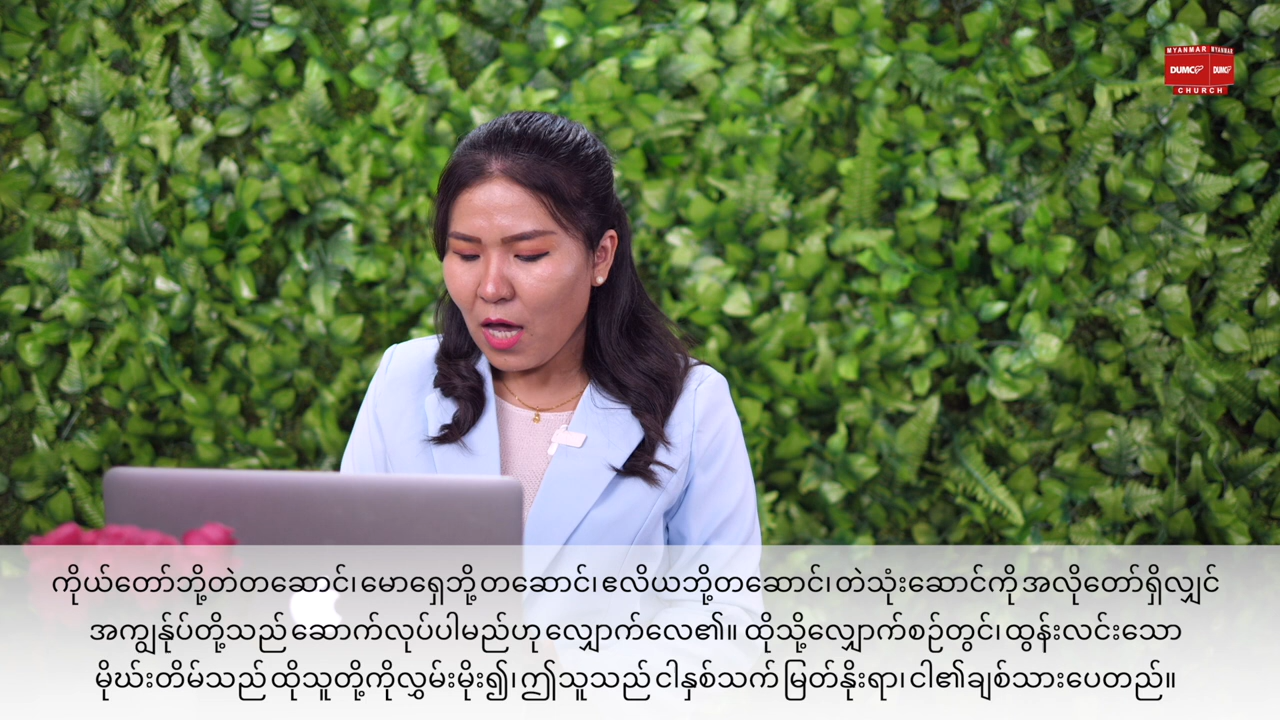 MYANMAR MYANMAR
DUMC DUMC
CHURCH
ကိုယ်တော်ဘို့တဲတဆောင်၊ မောရှေဘို့ တဆောင်၊ ဧလိယဘို့တဆောင်၊ တဲသုံးဆောင်ကို အလိုတော်ရှိလျှင်
အကျွန်ုပ်တို့သည် ဆောက်လုပ်ပါမည်ဟု လျှောက်လေ၏။ ထိုသို့လျှောက်စဉ်တွင်၊ ထွန်းလင်းသော
မိုဃ်းတိမ်သည် ထိုသူတို့ကိုလွှမ်းမိုး၍၊ ဤသူသည် ငါနှစ်သက် မြတ်နိုးရာ၊ ငါ၏ချစ်သားပေတည်။